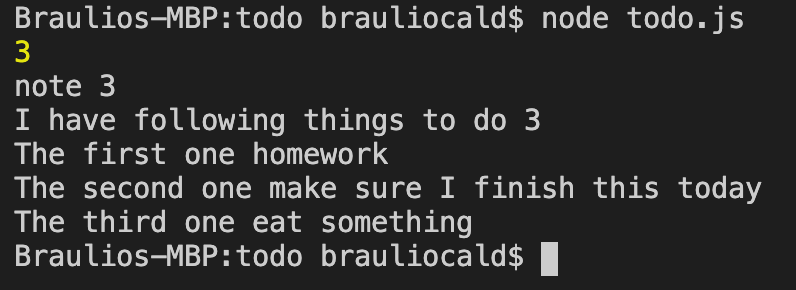 Braulios-MBP:todo brauliocald$ node todo.js
3
note 3
I have following things to do 3
The first one homework
The second one make sure I finish this today
The third one eat something
Braulios-MBP:todo brauliocald$